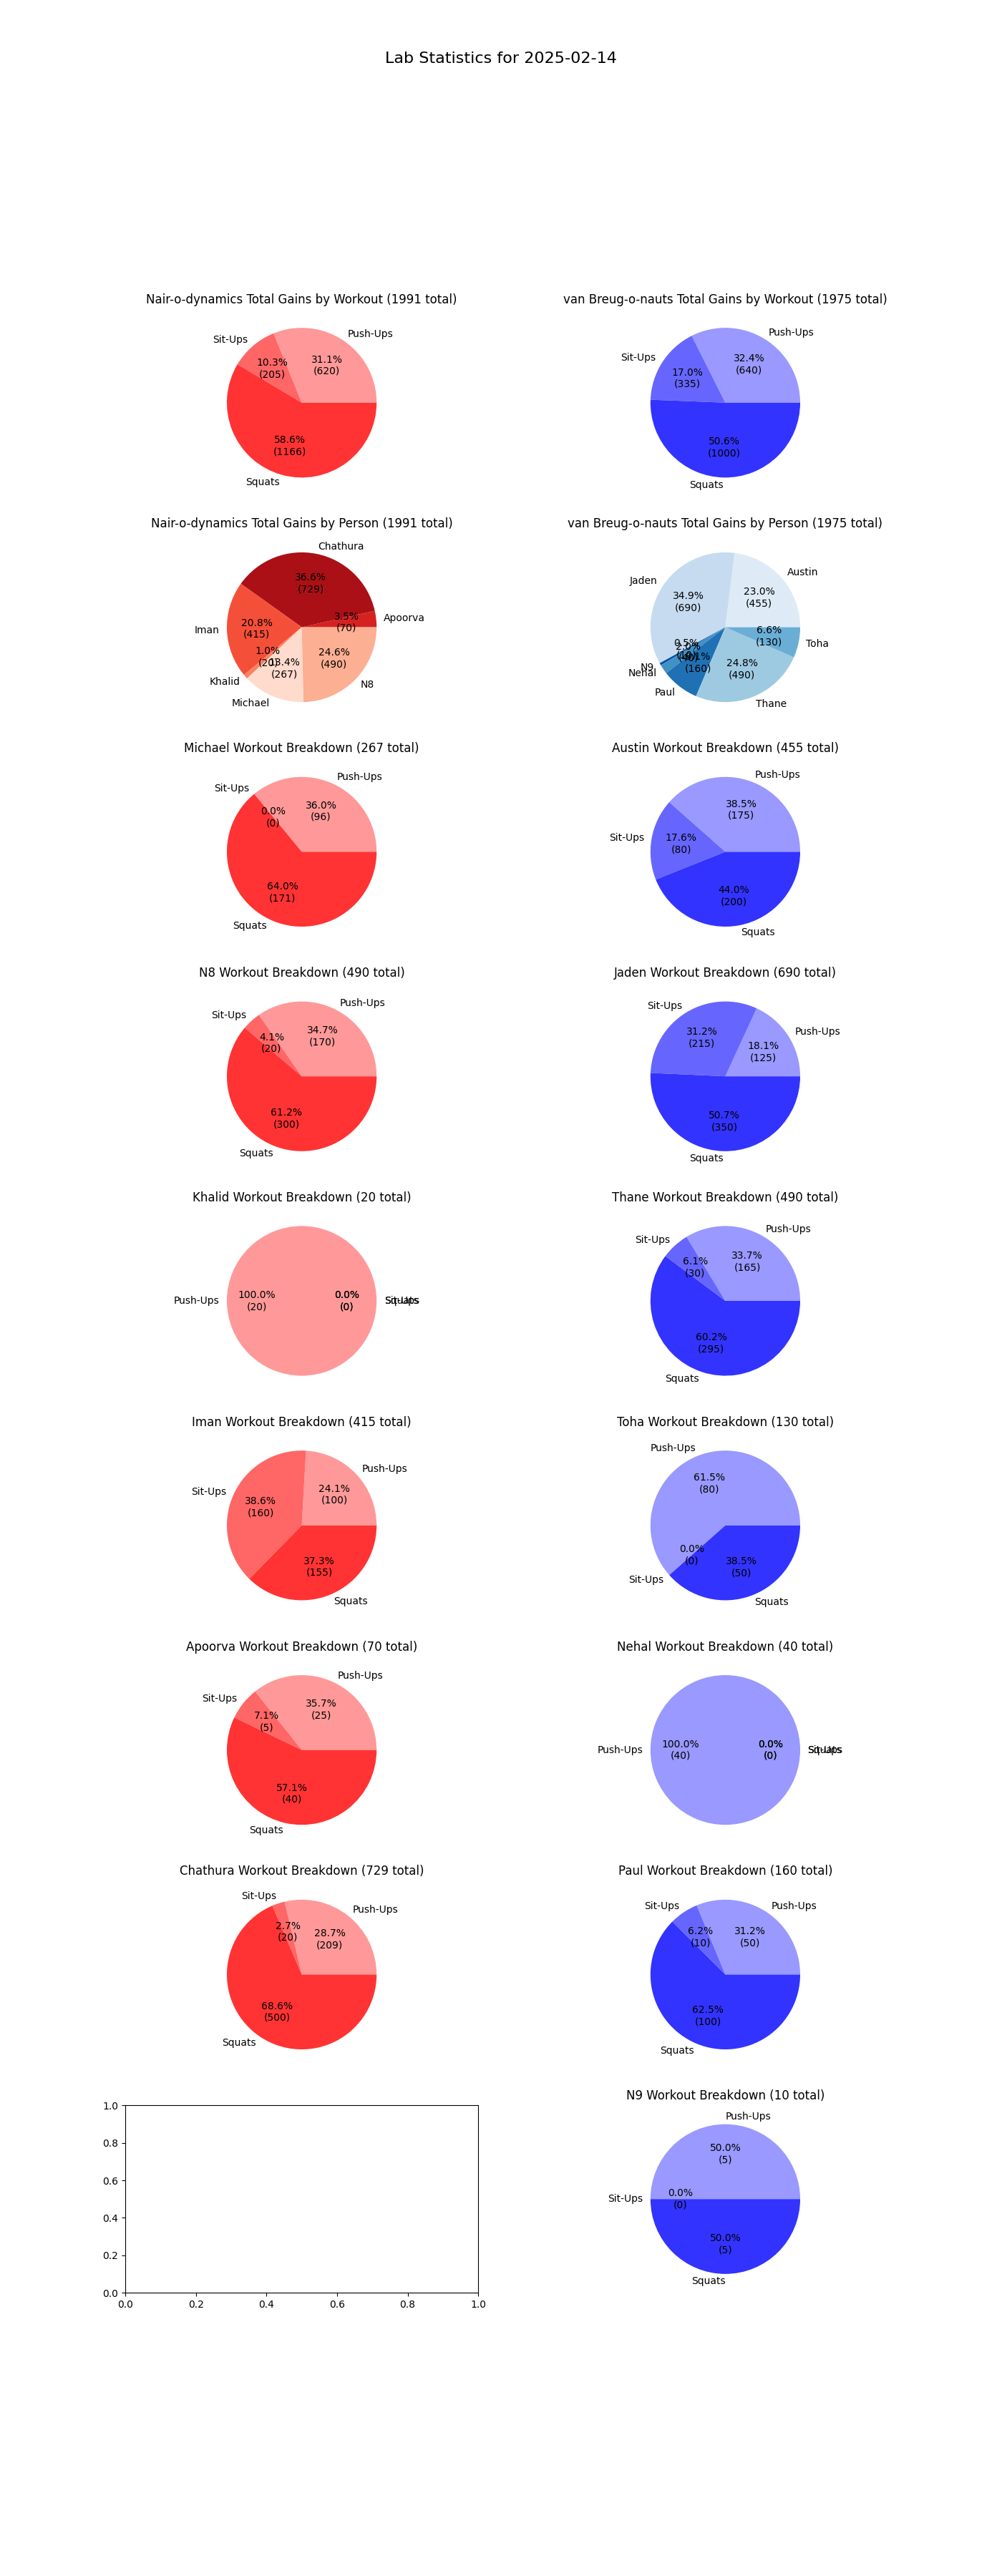 Lab Statistics for 2025-02-14
Nair-o-dynamics Total Gains by Workout (1991 total)
Push-Ups
31.1%
(620)
Sit-Ups
10.3%
(205)
58.6%
(1166)
Squats
van Breug-o-nauts Total Gains by Workout (1975 total)
Push-Ups
32.4%
(640)
Sit-Ups
17.0%
(335)
50.6%
(1000)
Squats
Nair-o-dynamics Total Gains by Person (1991 total)
Chathura
36.6%
(729)
Apoorva
3.5%
(70)
Iman
20.8%
(415)
Khalid
1.0%
(20)
Michael
13.4%
(267)
N8
24.6%
(490)
van Breug-o-nauts Total Gains by Person (1975 total)
Austin
23.0%
(455)
Jaden
34.9%
(690)
N9
0.5%
Nehal
2.0%
Paul
(160)
Thane
24.8%
(490)
Toha
6.6%
(130)
Michael Workout Breakdown (267 total)
Push-Ups
36.0%
(96)
Sit-Ups
0.0%
(0)
64.0%
(171)
Squats
Austin Workout Breakdown (455 total)
Push-Ups
38.5%
(175)
Sit-Ups
17.6%
(80)
44.0%
(200)
Squats
N8 Workout Breakdown (490 total)
Push-Ups
34.7%
(170)
Sit-Ups
4.1%
(20)
61.2%
(300)
Squats
Jaden Workout Breakdown (690 total)
Sit-Ups
31.2%
(215)
Push-Ups
18.1%
(125)
50.7%
(350)
Squats
Khalid Workout Breakdown (20 total)
Push-Ups
100.0%
(20)
0.0%
(0)
Sit-Ups
Squats
Thane Workout Breakdown (490 total)
Push-Ups
33.7%
(165)
Sit-Ups
6.1%
(30)
60.2%
(295)
Squats
Iman Workout Breakdown (415 total)
Push-Ups
24.1%
(100)
Sit-Ups
38.6%
(160)
37.3%
(155)
Squats
Toha Workout Breakdown (130 total)
Push-Ups
61.5%
(80)
0.0%
(0)
Sit-Ups
38.5%
(50)
Squats
Apoorva Workout Breakdown (70 total)
Push-Ups
35.7%
(25)
Sit-Ups
7.1%
(5)
57.1%
(40)
Squats
Nehal Workout Breakdown (40 total)
Push-Ups
100.0%
(40)
0.0%
(0)
Sit-Ups
Squats
Chathura Workout Breakdown (729 total)
Sit-Ups
2.7%
(20)
Push-Ups
28.7%
(209)
68.6%
(500)
Squats
Paul Workout Breakdown (160 total)
Sit-Ups
6.2%
(10)
Push-Ups
31.2%
(50)
62.5%
(100)
Squats
1.0
0.8
0.6
0.4
0.2
0.0
0.0 0.2 0.4 0.6 0.8 1.0
N9 Workout Breakdown (10 total)
Push-Ups
50.0%
(5)
Sit-Ups
0.0%
(0)
50.0%
(5)
Squats